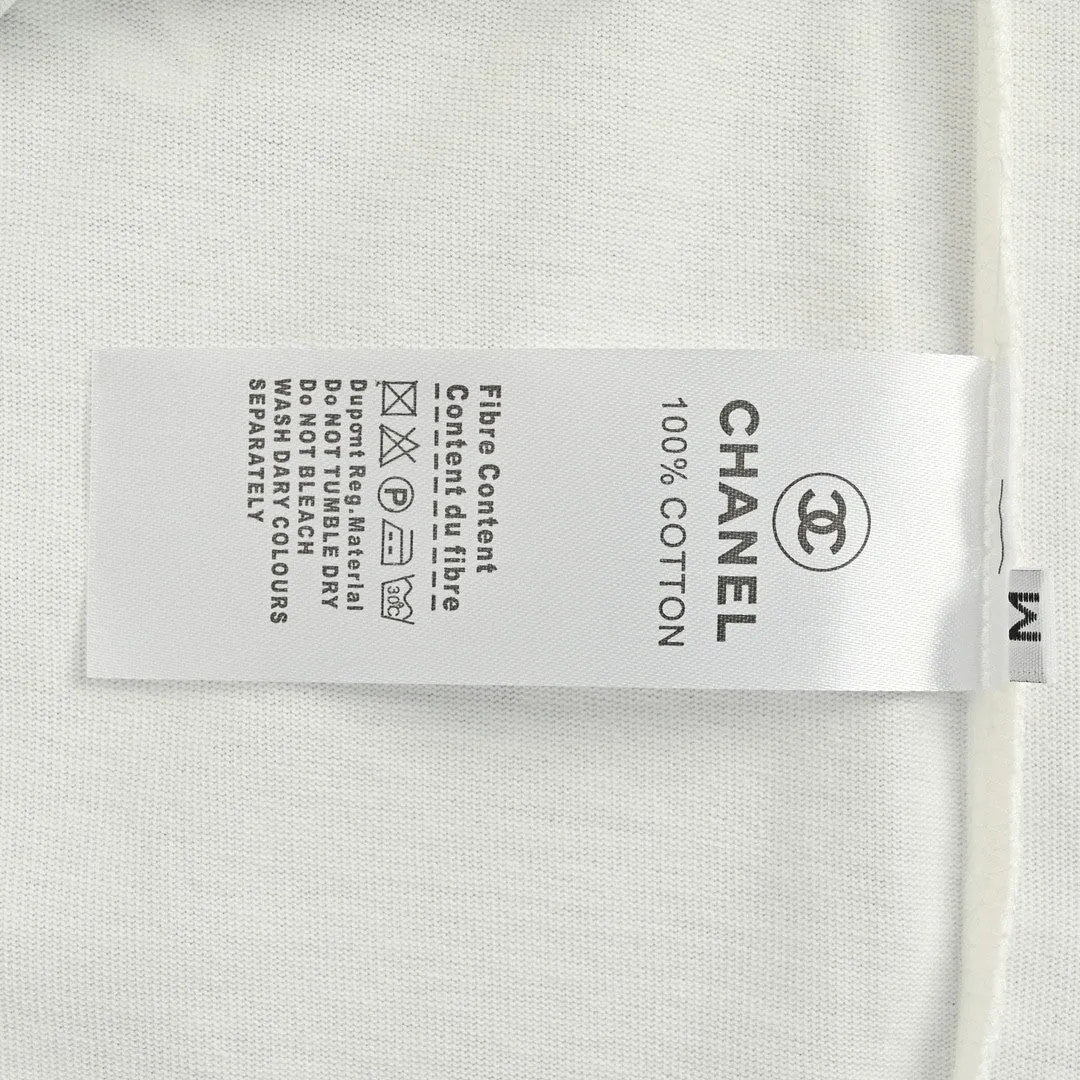 CHANEL
100% COTTON
Fibre Content
Content du fibre
30℃ P
Dupont Reg.Material
Do NOT TUMBLE DRY
Do NOT BLEACH
WASH DARY COLOURS
SEPARATELY
M